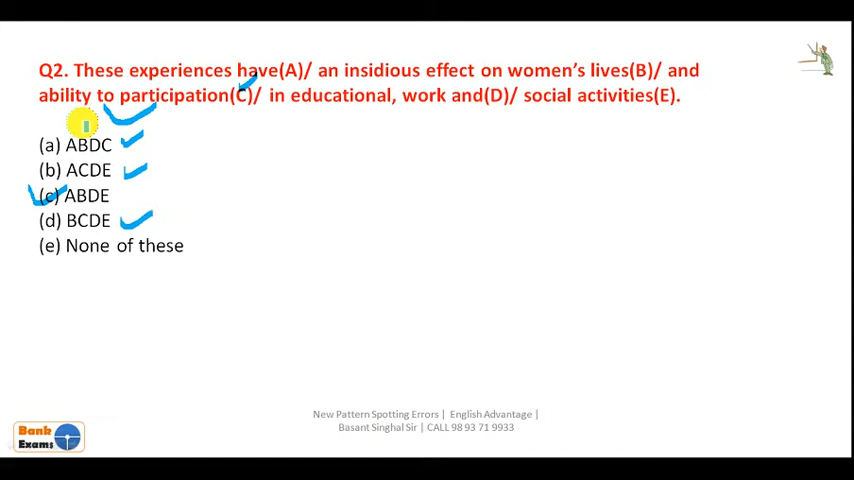 Q2. These experiences have(A)/ an insidious effect on women's lives(B)/ and
ability to participation(C)/ in educational, work and(D)/ social activities(E).
(a) ABDC
(b) ACDE
(c) ABDE
(d) BCDE
(e) None of these
New Pattern Spotting Errors | English Advantage |
Basant Singhal Sir | CALL 98 93 71 9933
Bank
Exams